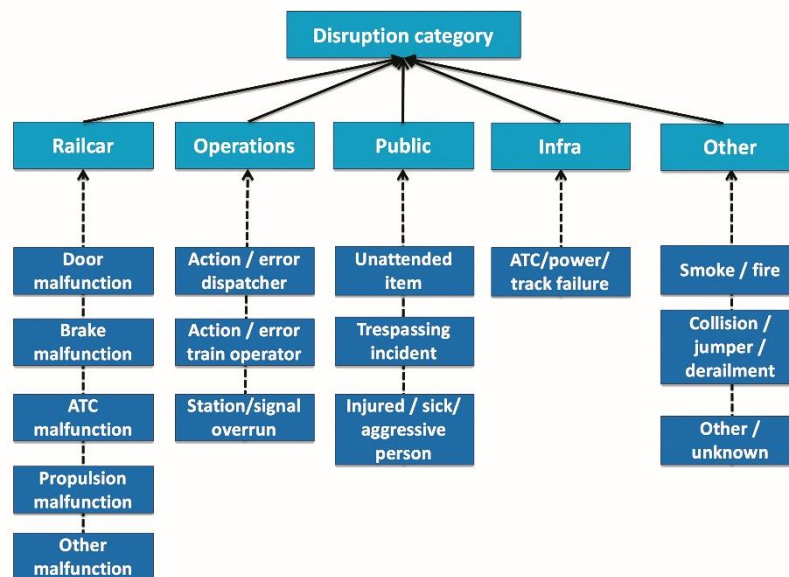 Disruption category
Railcar
Operations
Public
Infra
Other
Door
malfunction
Brake
malfunction
ATC
malfunction
Propulsion
malfunction
Other
malfunction
Action / error
dispatcher
Action / error
train operator
Station/signal
overrun
Unattended
item
Trespassing
incident
Injured / sick/
aggressive
person
ATC/power/
track failure
Smoke / fire
Collision /
jumper /
derailment
Other /
unknown